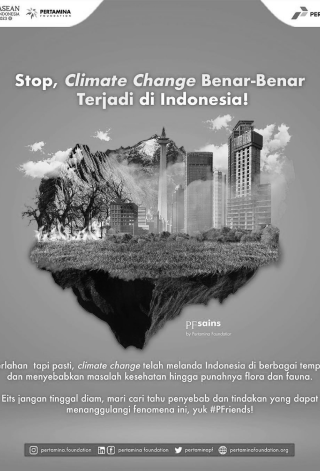 ASEAN
INDONESIA
PERTAMINA
FOUNDATION
Stop, Climate Change Benar-Benar
Terjadi di Indonesia!
pfsains
by Pertamina Foundation
tapi pasti, climate change telah melanda Indonesia di berbagai
dan menyebabkan masalah kesehatan hingga punahnya flora dan fauna.
Eits jangan tinggal diam, mari cari tahu penyebab dan tindakan yang dapat
menanggulangi fenomena ini, yuk #PFriends!
pertamina.foundation
pertamina foundation
pertaminapf
pertaminafoundation.org